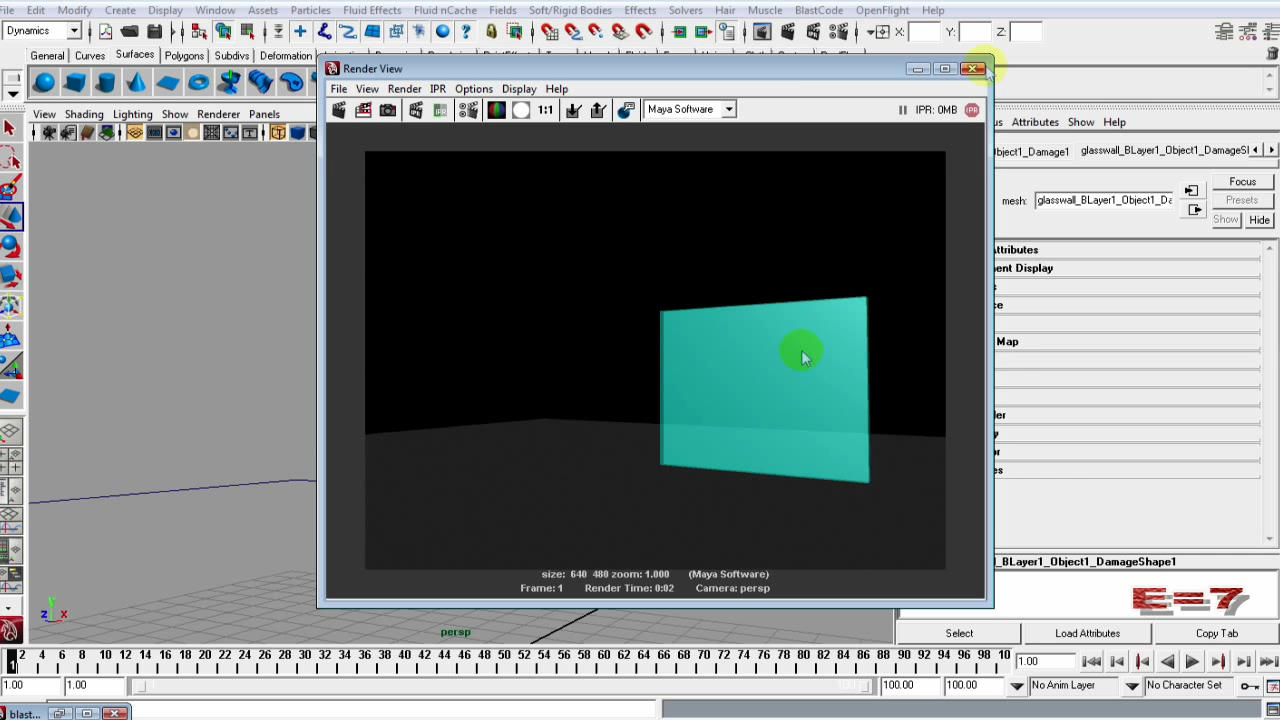 File Edit Modify Create Display Window Assets Particles Fluid Effects Fluid nCache Fields Soft/Rigid Bodies Effects Solvers Hair Muscle BlastCode OpenFlight Help
Dynamics X: Y: Z:
General Curves Surfaces Polygons Subdivs Deformation
Render View
File View Render IPR Options Display Help
1:1 Maya Software IPR: 0MB IPR
View Shading Lighting Show Renderer Panels
Attributes Show Help
bject1_Damage1 glasswall_BLayer1_Object1_DamageSl
mesh: glasswall_BLayer1_Object1_Da
Focus
Presets
Show Hide
Attributes
ent Display
Map
_BLayer1_Object1_DamageShape1
size: 640 480 zoom: 1.000 (Maya Software)
Frame: 1 Render Time: 0:02 Camera: persp
E=7
y
z x
persp
Select Load Attributes Copy Tab
1 2 4 6 8 10 12 14 16 18 20 22 24 26 28 30 32 34 36 38 40 42 44 46 48 50 52 54 56 58 60 62 64 66 68 70 72 74 76 78 80 82 84 86 88 90 92 94 96 98 10
1.00
1.00 1.00 100.00 100.00 No Anim Layer No Character Set
blast...